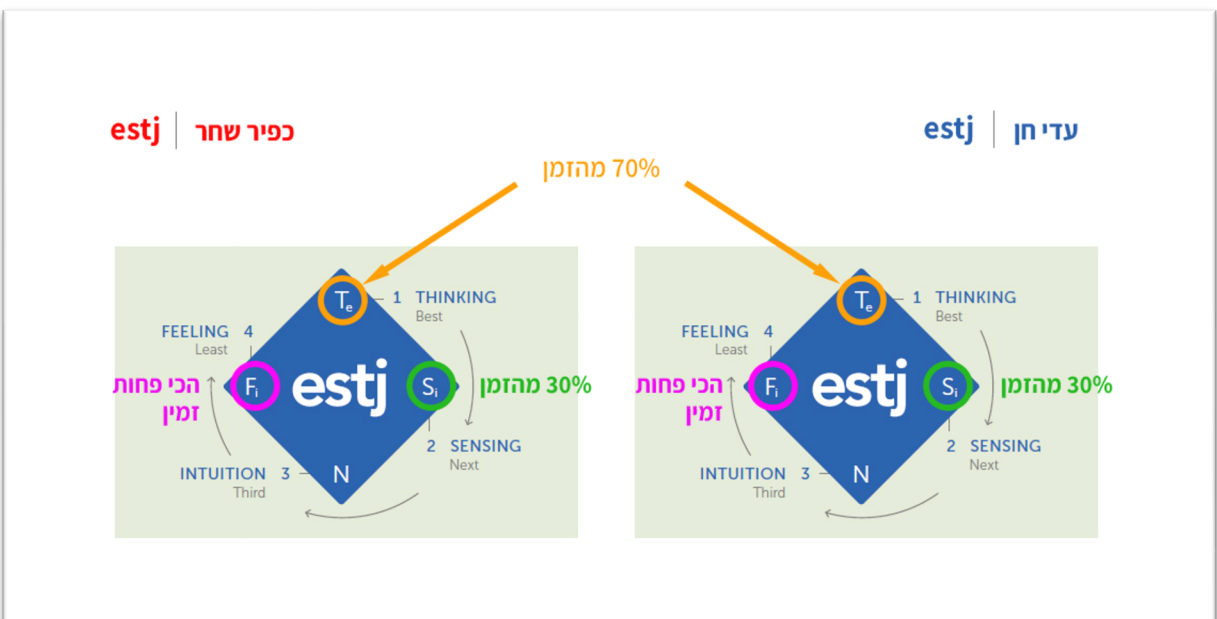 עדי חן | estj
כפיר שחר | estj
70% מהזמן
Te
1 THINKING
Best
FEELING 4
Least
הכי פחות
זמין
Fi
estj
Si
30% מהזמן
2 SENSING
Next
INTUITION 3
Third
N
Te
1 THINKING
Best
FEELING 4
Least
הכי פחות
זמין
Fi
estj
Si
30% מהזמן
2 SENSING
Next
INTUITION 3
Third
N